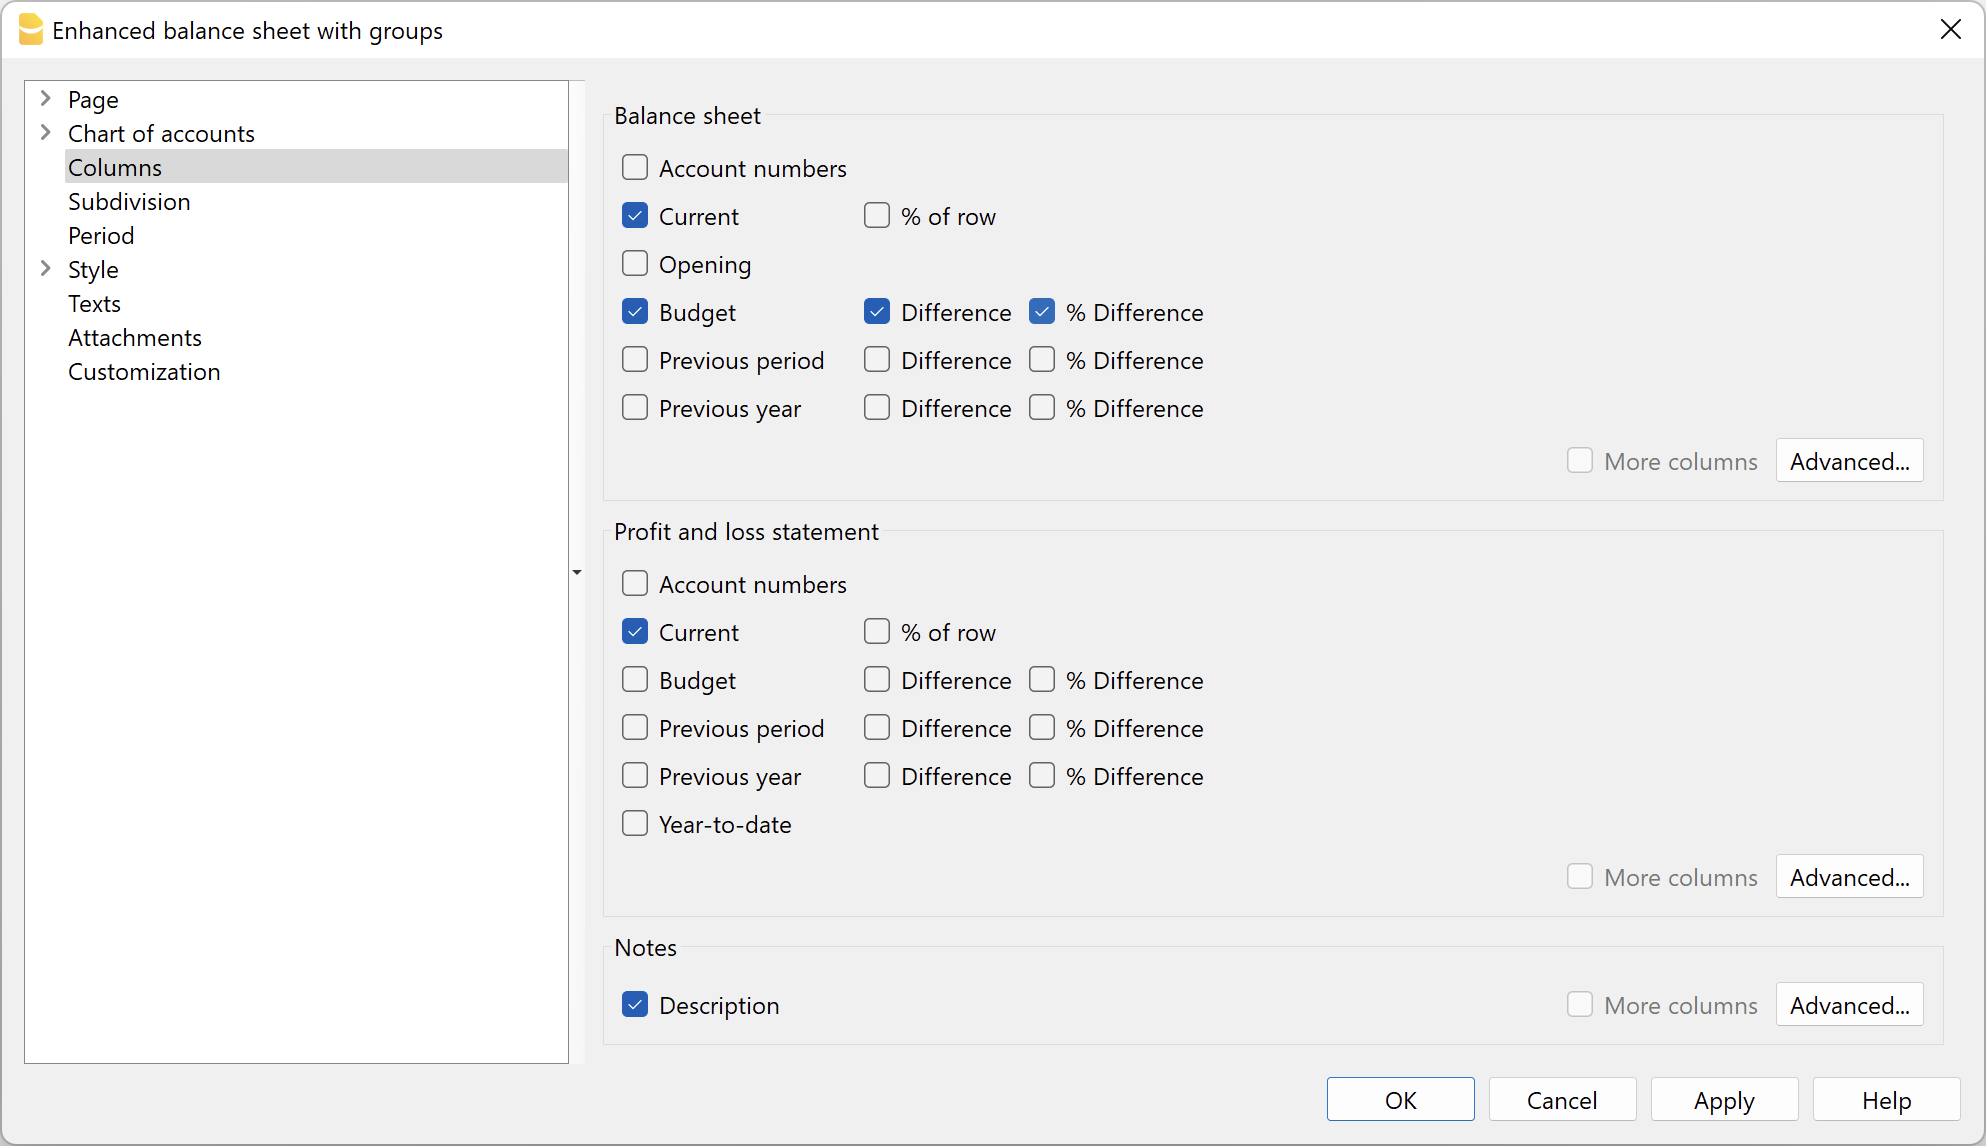 Enhanced balance sheet with groups
Page
Chart of accounts
Columns
Subdivision
Period
Style
Texts
Attachments
Customization
Balance sheet
Account numbers
Current % of row
Opening
Budget Difference % Difference
Previous period Difference % Difference
Previous year Difference % Difference
More columns Advanced...
Profit and loss statement
Account numbers
Current % of row
Budget Difference % Difference
Previous period Difference % Difference
Previous year Difference % Difference
Year-to-date
More columns Advanced...
Notes
Description More columns Advanced...
OK Cancel Apply Help